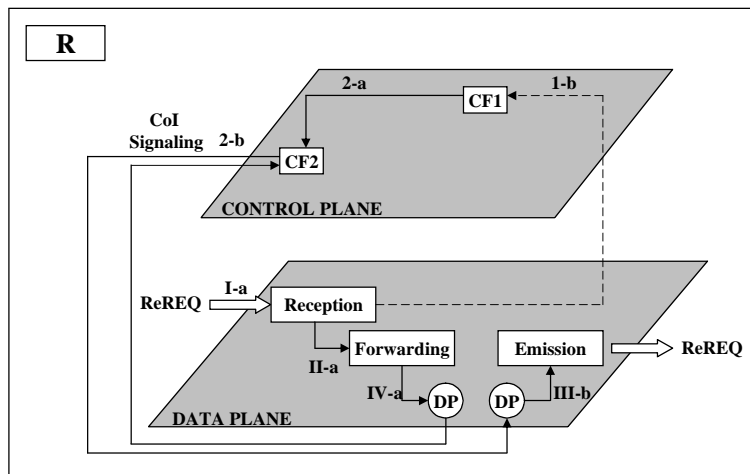 R
2-a
1-b
CF1
CoI
Signaling
2-b
CF2
CONTROL PLANE
I-a
ReREQ
Reception
Forwarding
Emission
ReREQ
II-a
IV-a
DP
DP
III-b
DATA PLANE